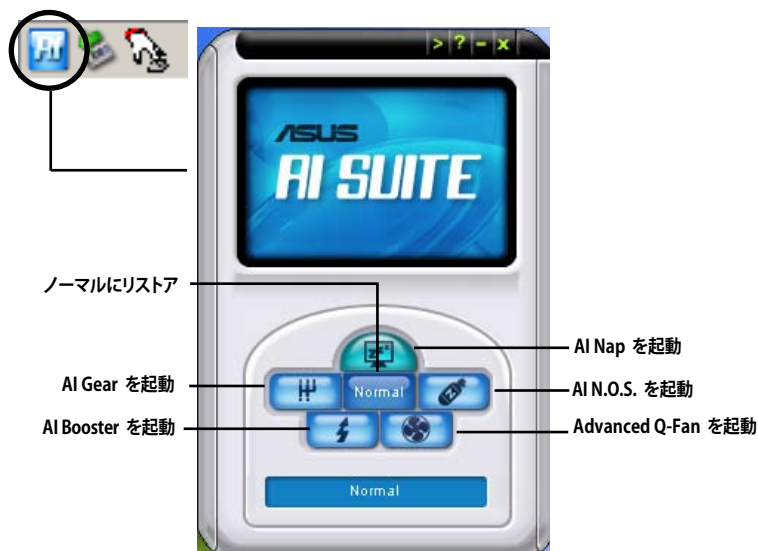 Ai
> ? - x
ASUS
AI SUITE
ノーマルにリストア
AI Nap を起動
AI Gear を起動
Normal
AI N.O.S. を起動
AI Booster を起動
Advanced Q-Fan を起動
Normal